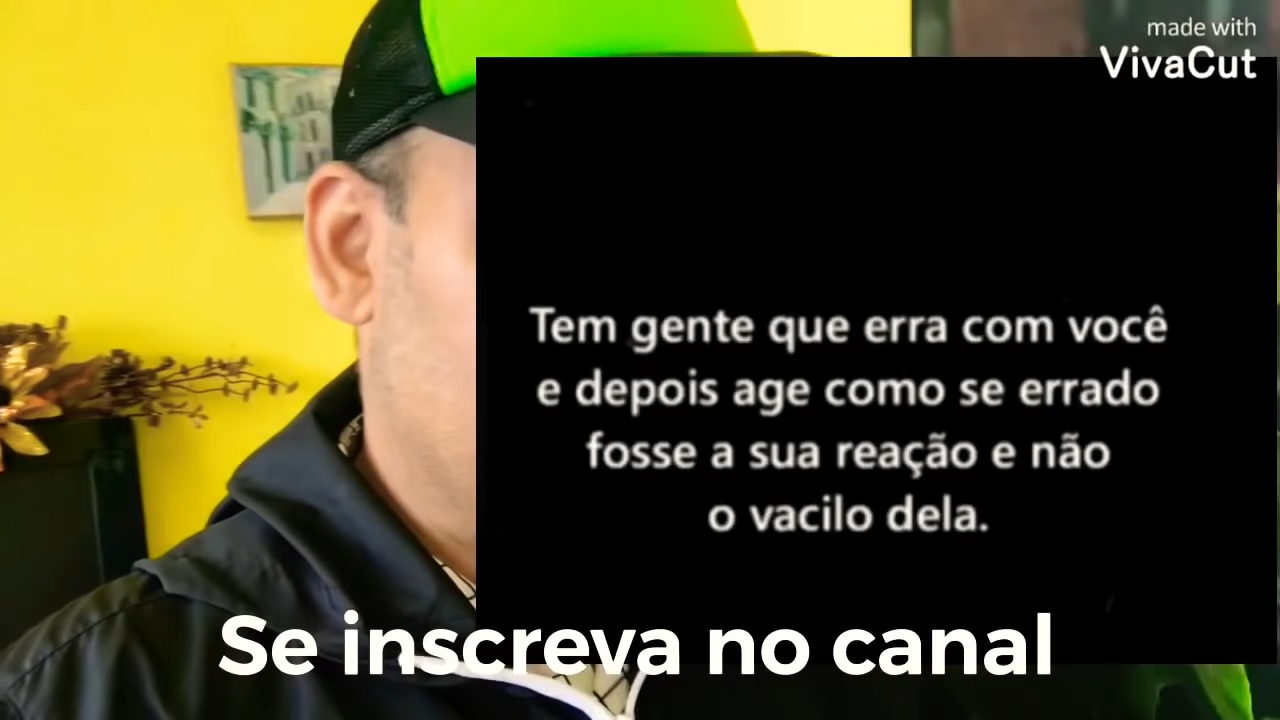 made with
VivaCut
Tem gente que erra com você
e depois age como se errado
fosse a sua reação e não
o vacilo dela.
Se inscreva no canal